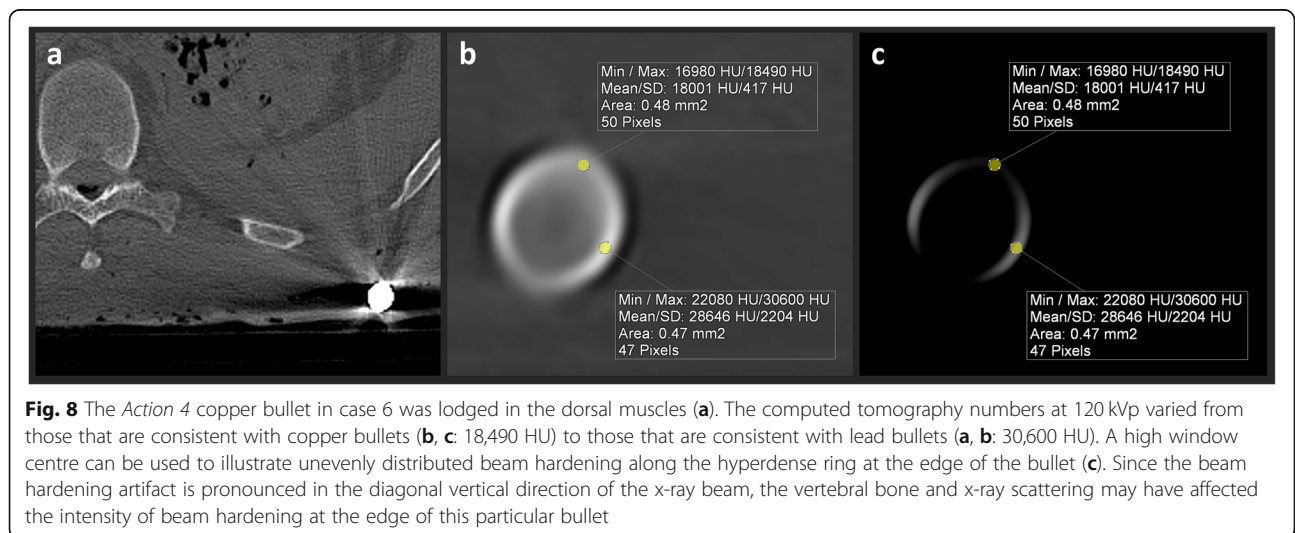 a
b
Min / Max: 16980 HU/18490 HU
Mean/SD: 18001 HU/417 HU
Area: 0.48 mm2
50 Pixels
Min / Max: 22080 HU/30600 HU
Mean/SD: 28646 HU/2204 HU
Area: 0.47 mm2
47 Pixels
c
Min / Max: 16980 HU/18490 HU
Mean/SD: 18001 HU/417 HU
Area: 0.48 mm2
50 Pixels
Min / Max: 22080 HU/30600 HU
Mean/SD: 28646 HU/2204 HU
Area: 0.47 mm2
47 Pixels
Fig. 8 The Action 4 copper bullet in case 6 was lodged in the dorsal muscles (a). The computed tomography numbers at 120 kVp varied from
those that are consistent with copper bullets (b, c: 18,490 HU) to those that are consistent with lead bullets (a, b: 30,600 HU). A high window
centre can be used to illustrate unevenly distributed beam hardening along the hyperdense ring at the edge of the bullet (c). Since the beam
hardening artifact is pronounced in the diagonal vertical direction of the x-ray beam, the vertebral bone and x-ray scattering may have affected
the intensity of beam hardening at the edge of this particular bullet